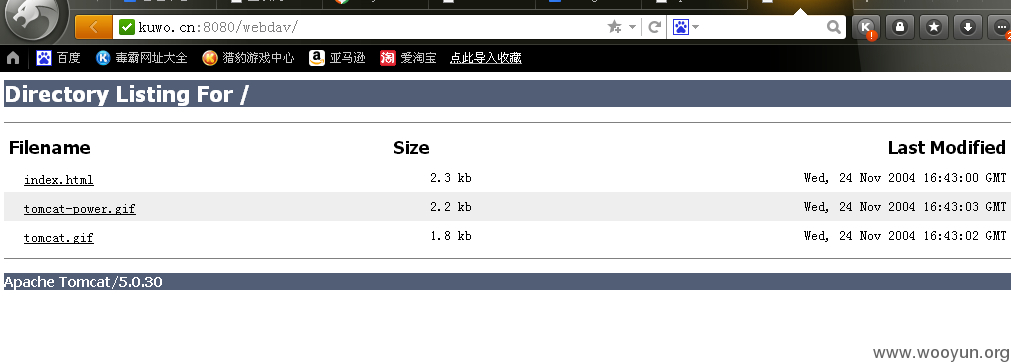 kuwo.cn:8080/webdav/
百度 毒霸网址大全 猎豹游戏中心 亚马逊 淘 爱淘宝 点此导入收藏
Directory Listing For /
Filename Size Last Modified
index.html 2.3 kb Wed, 24 Nov 2004 16:43:00 GMT
tomcat-power.gif 2.2 kb Wed, 24 Nov 2004 16:43:03 GMT
tomcat.gif 1.8 kb Wed, 24 Nov 2004 16:43:02 GMT
Apache Tomcat/5.0.30
www.wooyun.org